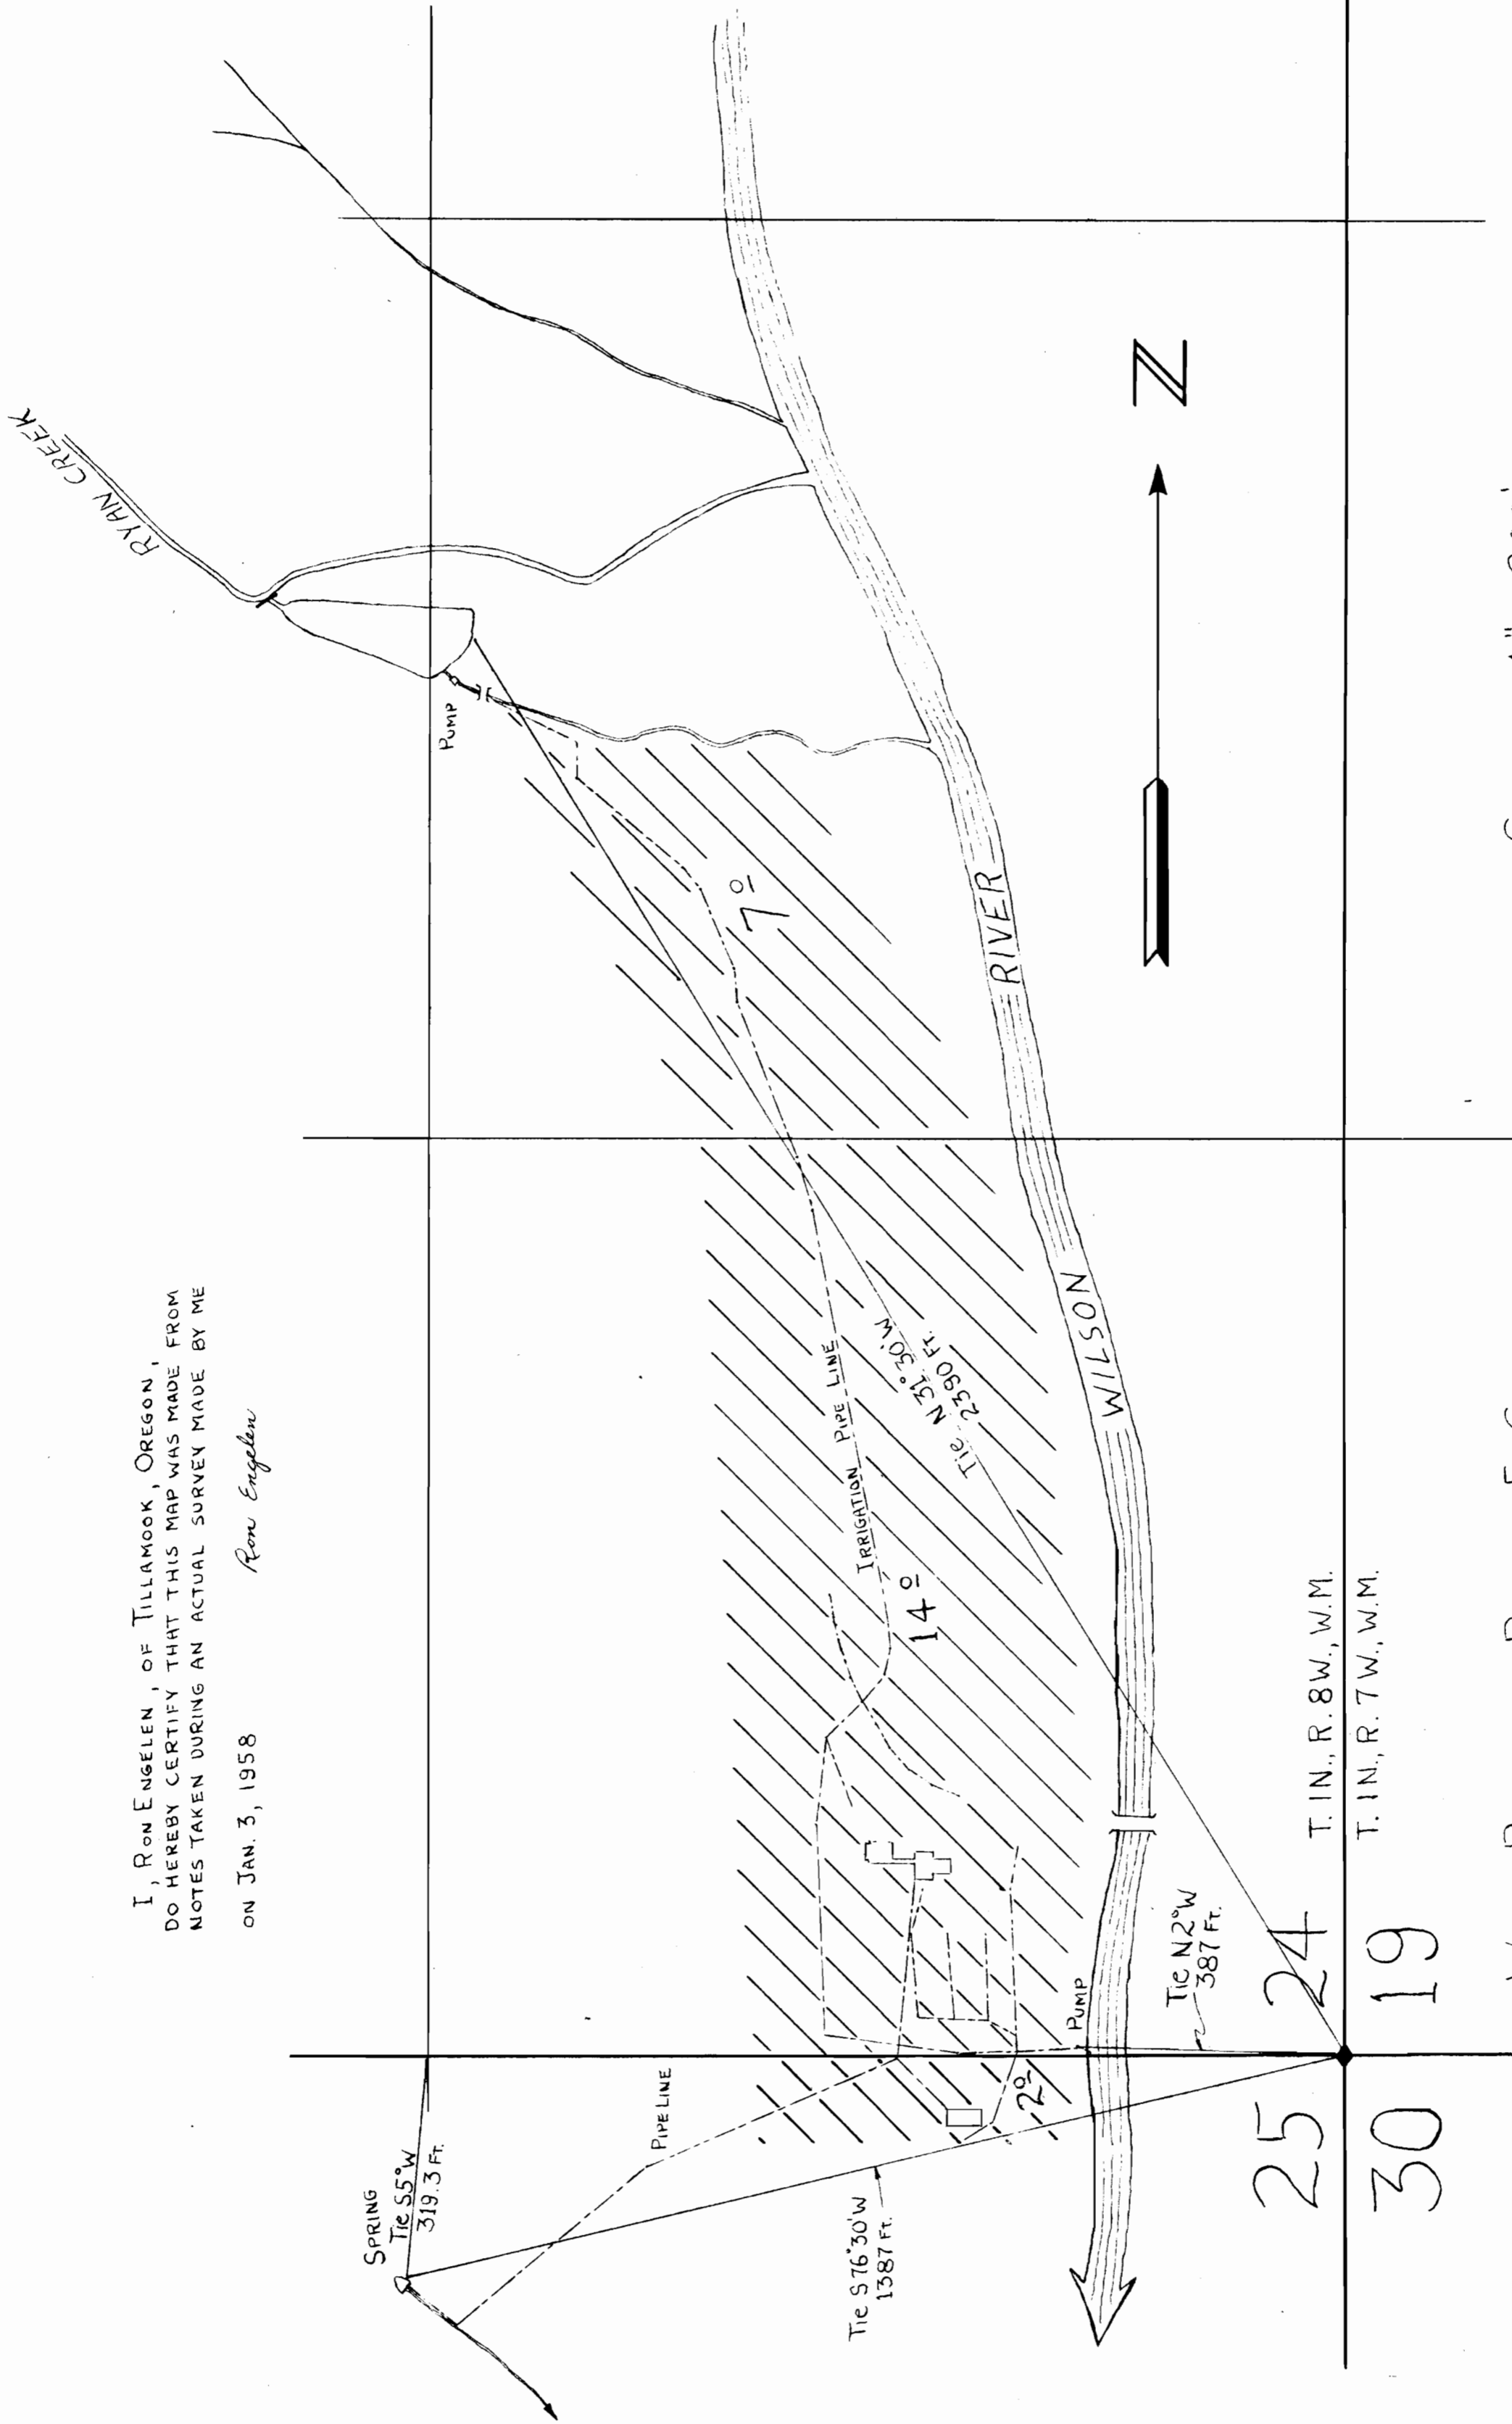 I, RON ENGELEN, OF TILLAMOOK, OREGON,
DO HEREBY CERTIFY THAT THIS MAP WAS MADE FROM
NOTES TAKEN DURING AN ACTUAL SURVEY MADE BY ME
ON JAN. 3, 1958
Ron Engelen
RYAN CREEK
PUMP
7º
N
WILSON RIVER
IRRIGATION PIPE LINE
Tie N31°30'W
2390 FT.
14º
SPRING
Tie S5°W
319.3 FT.
PIPELINE
2º
PUMP
Tie N2°W
387 FT.
Tie S76°30'W
1387 FT.
T.1N., R.8W., W.M.
T.1N., R.7W., W.M.
25 24
30 19